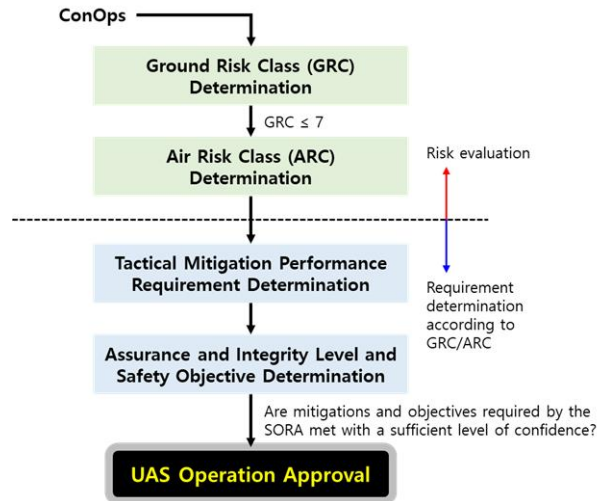 ConOps
Ground Risk Class (GRC)
Determination
GRC ≤ 7
Air Risk Class (ARC)
Determination
Risk evaluation
Tactical Mitigation Performance
Requirement Determination
Requirement
determination
according to
GRC/ARC
Assurance and Integrity Level and
Safety Objective Determination
Are mitigations and objectives required by the
SORA met with a sufficient level of confidence?
UAS Operation Approval